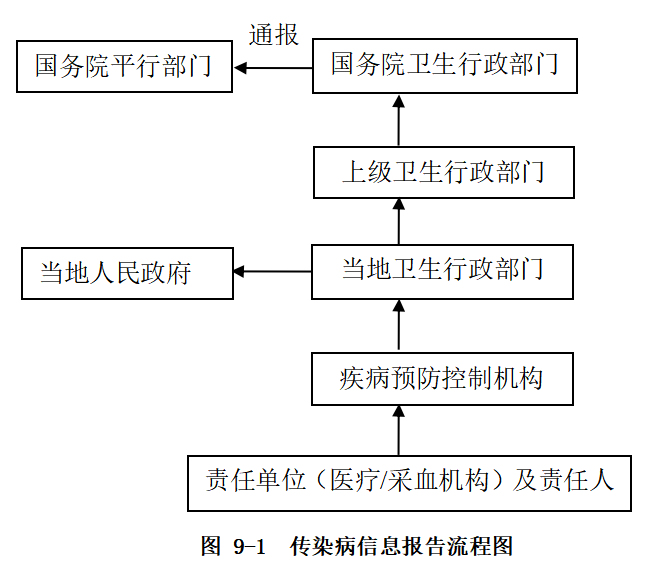 通报
国务院平行部门
国务院卫生行政部门
上级卫生行政部门
当地人民政府
当地卫生行政部门
疾病预防控制机构
责任单位（医疗/采血机构）及责任人
图 9-1 传染病信息报告流程图